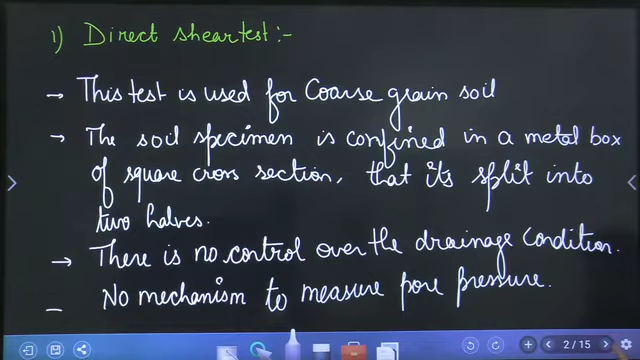 1) Direct shear test :-
→ This test is used for Coarse grain soil
→ The soil specimen is confined in a metal box
of square cross section, that its split into
two halves.
→ There is no control over the drainage condition.
— No mechanism to measure pore pressure.
2 / 15